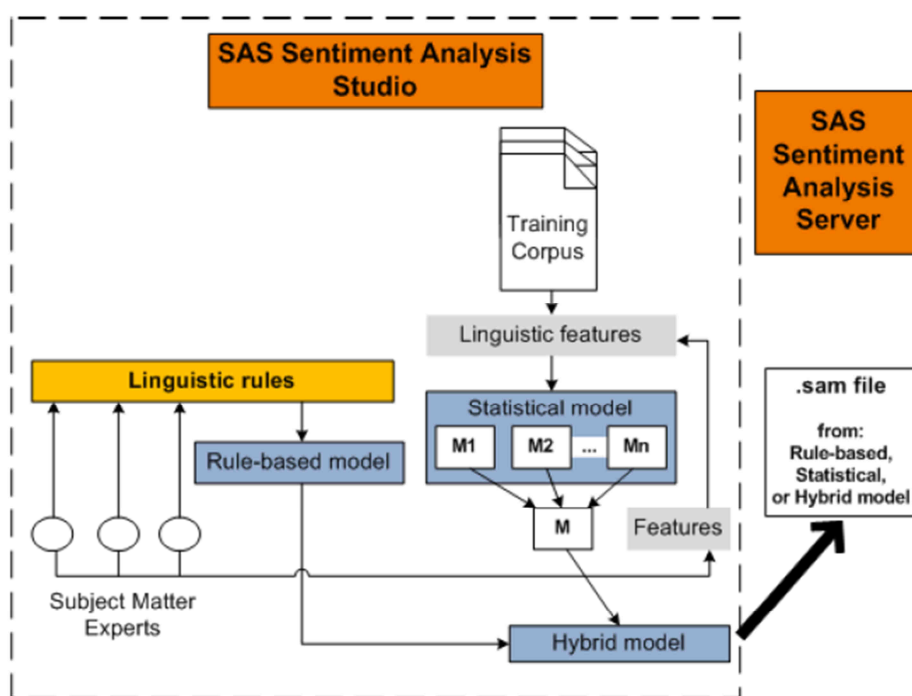 SAS Sentiment Analysis
Studio
SAS
Sentiment
Analysis
Server
Training
Corpus
Linguistic features
Linguistic rules
Statistical model
M1 M2 ... Mn
Rule-based model
.sam file
from:
Rule-based,
Statistical,
or Hybrid model
M
Features
Subject Matter
Experts
Hybrid model